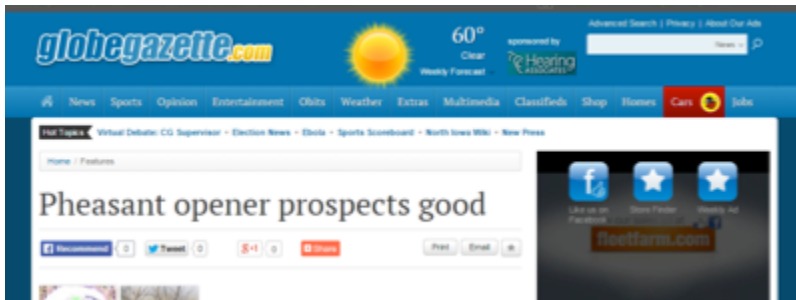 globegazette.com
60°
Clear
Weekly Forecast
sponsored by
Hearing
ASSOCIATES
Advanced Search | Privacy | About Our Ads
News
News Sports Opinion Entertainment Obits Weather Extras Multimedia Classifieds Shop Homes Cars Jobs
Hot Topics Virtual Debate: CG Supervisor - Election News - Ebola - Sports Scoreboard - North Iowa Wiki - New Press
Home / Features
Pheasant opener prospects good
Recommend 0 Tweet 0 g+1 0 Share Print Email
Like us on
Facebook
Store Finder
Weekly Ad
fleetfarm.com